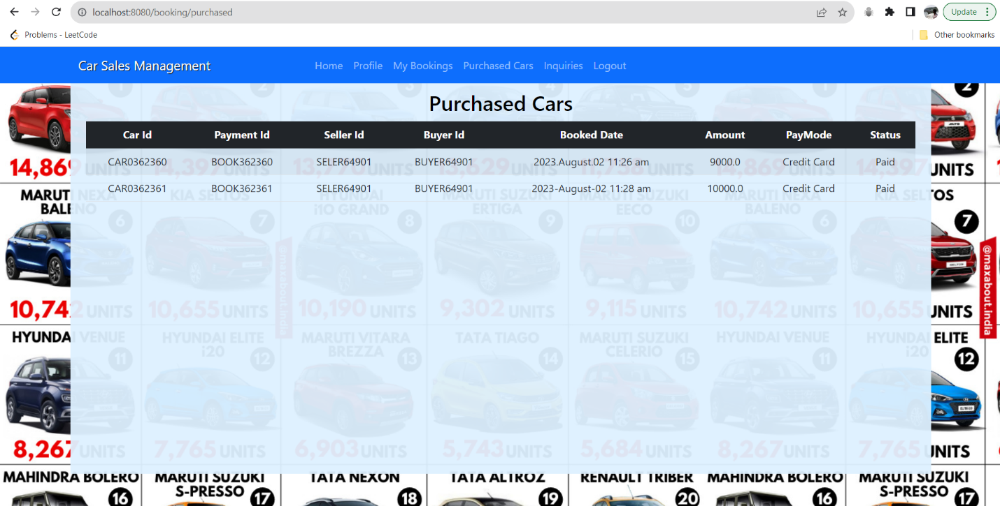 localhost:8080/booking/purchased
Update
Problems - LeetCode
Other bookmarks
Car Sales Management Home Profile My Bookings Purchased Cars Inquiries Logout
1 2 3 4 5 1 2
Purchased Cars
Car Id Payment Id Seller Id Buyer Id Booked Date Amount PayMode Status
CAR0362360 BOOK362360 SELER64901 BUYER64901 2023.August.02 11:26 am 9000.0 Credit Card Paid
14,869 UNITS 14,397 UNITS 13,629 UNITS 14,869 UNITS 14,397 UNITS
CAR0362361 BOOK362361 SELER64901 BUYER64901 2023-August-02 11:28 am 10000.0 Credit Card Paid
MARUTI NEXA KIA SELTOS HYUNDAI MARUTI SUZUKI MARUTI SUZUKI MARUTI NEXA KIA SELTOS
BALENO i10 GRAND ERTIGA EECO BALENO
6 7 8 9 10 6 7
@maxabout.india @maxabout.india
10,742 UNITS 10,655 UNITS 10,190 UNITS 9,302 UNITS 9,115 UNITS 10,742 UNITS 10,655 UNITS
HYUNDAI VENUE HYUNDAI ELITE MARUTI VITARA TATA TIAGO MARUTI SUZUKI HYUNDAI VENUE HYUNDAI ELITE
i20 BREZZA CELERIO i20
11 12 13 14 15 11 12
8,267 UNITS 7,765 UNITS 6,903 UNITS 5,743 UNITS 5,684 UNITS 8,267 UNITS 7,765 UNITS
MAHINDRA BOLERO MARUTI SUZUKI TATA NEXON TATA ALTROZ RENAULT TRIBER MAHINDRA BOLERO MARUTI SUZUKI
S-PRESSO S-PRESSO
16 17 18 19 20 16 17